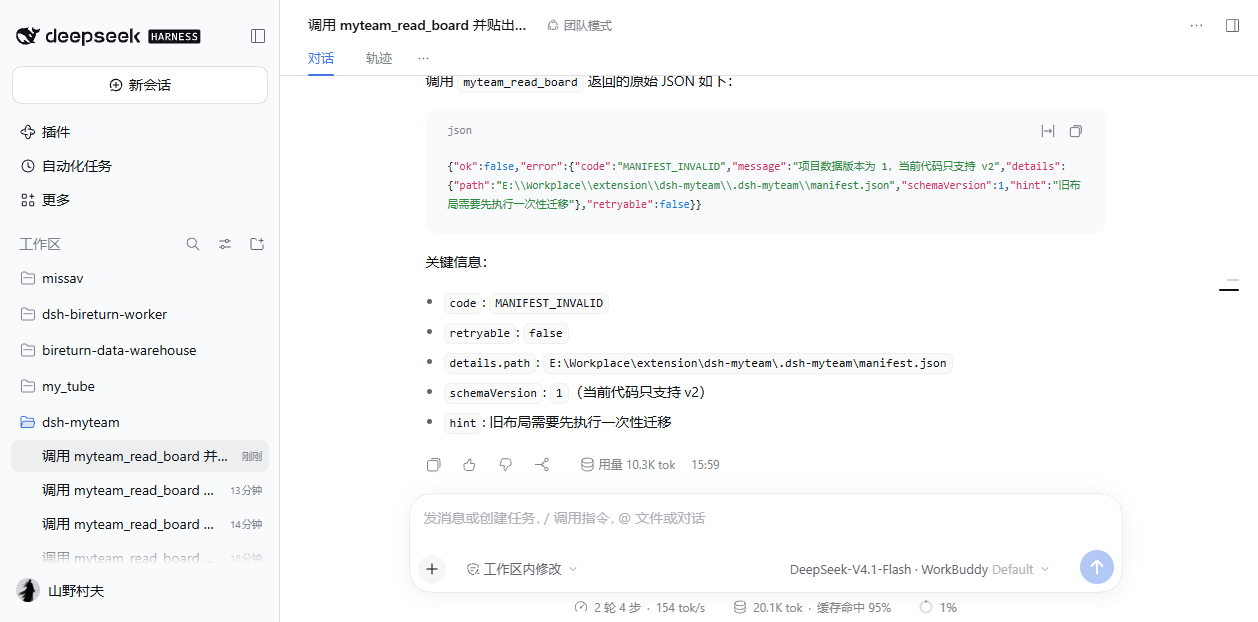 deepseek HARNESS
新会话
插件
自动化任务
更多
工作区
missav
dsh-bireturn-worker
bireturn-data-warehouse
my_tube
dsh-myteam
调用 myteam_read_board 并... 刚刚
调用 myteam_read_board ... 13分钟
调用 myteam_read_board ... 14分钟
调用 myteam_read_board ... 16分钟
山野村夫
调用 myteam_read_board 并贴出... 团队模式
对话 轨迹 ...
调用 myteam_read_board 返回的原始 JSON 如下：
json
{"ok":false,"error":{"code":"MANIFEST_INVALID","message":"项目数据版本为 1，当前代码只支持 v2","details":
{"path":"E:\\Workplace\\extension\\dsh-myteam\\.dsh-myteam\\manifest.json","schemaVersion":1,"hint":"旧布
局需要先执行一次性迁移"},"retryable":false}}
关键信息：
code：MANIFEST_INVALID
retryable：false
details.path：E:\Workplace\extension\dsh-myteam\.dsh-myteam\manifest.json
schemaVersion：1（当前代码只支持 v2）
hint：旧布局需要先执行一次性迁移
用量 10.3K tok 15:59
发消息或创建任务，/ 调用指令，@ 文件或对话
工作区内修改 DeepSeek-V4.1-Flash · WorkBuddy Default
2 轮 4 步 · 154 tok/s 20.1K tok · 缓存命中 95% 1%